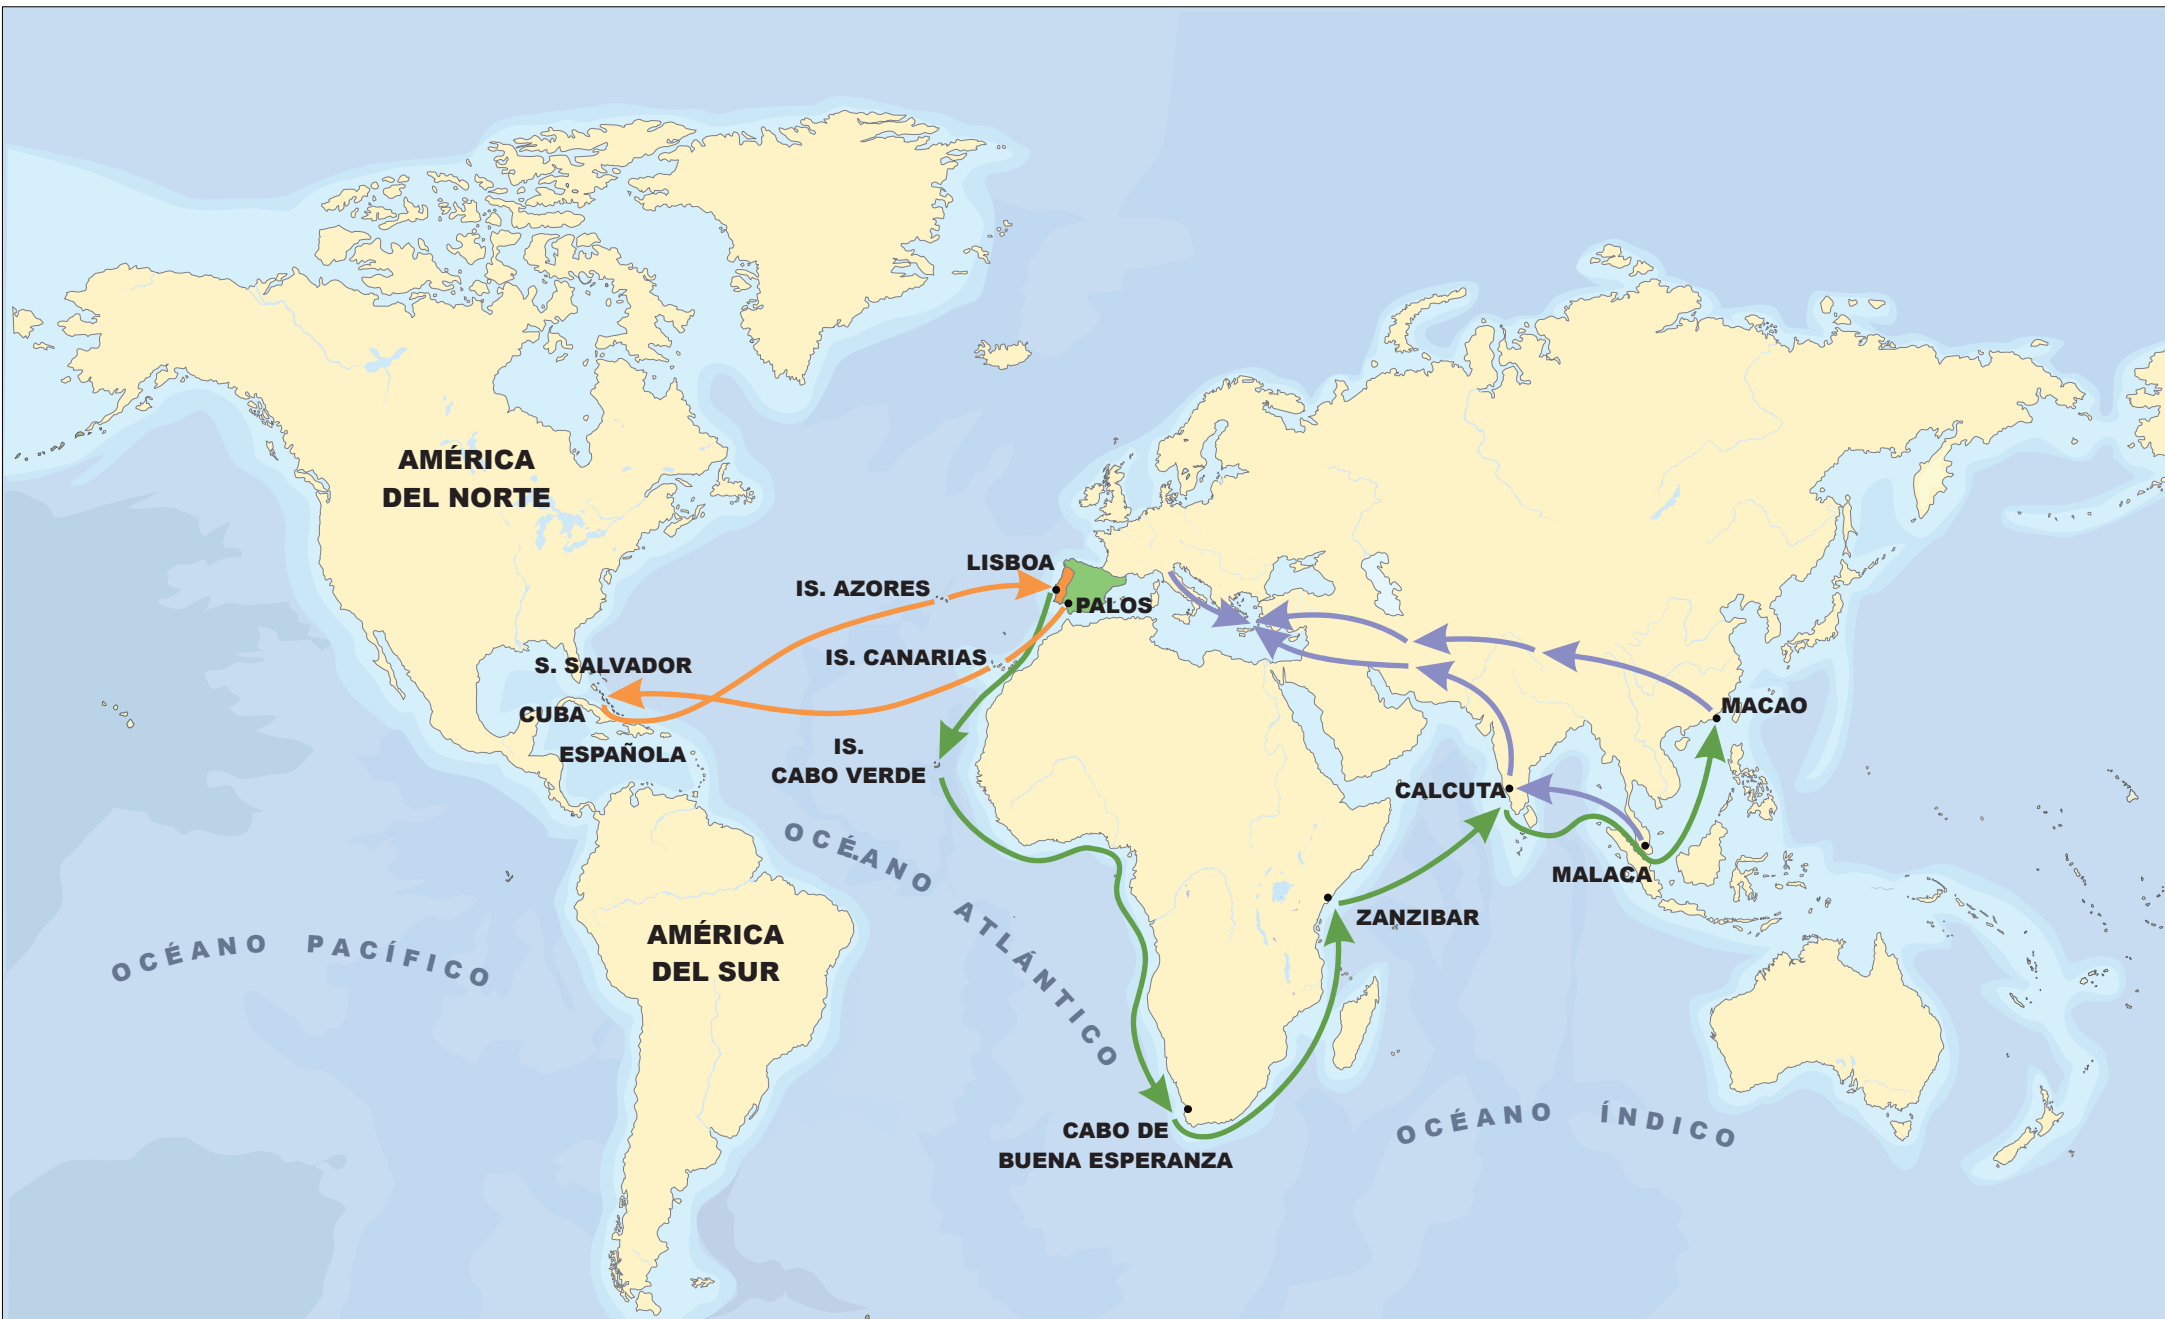 AMÉRICA
DEL NORTE
LISBOA
IS. AZORES
PALOS
IS. CANARIAS
S. SALVADOR
CUBA
ESPAÑOLA
IS.
CABO VERDE
MACAO
CALCUTA
MALACA
ZANZIBAR
OCÉANO ATLÁNTICO
AMÉRICA
DEL SUR
OCÉANO PACÍFICO
CABO DE
BUENA ESPERANZA
OCÉANO ÍNDICO